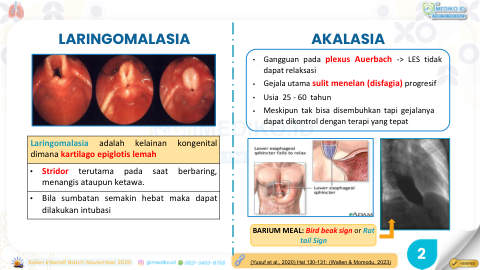 LARINGOMALASIA
Laringomalasia adalah kelainan kongenital
dimana kartilago epiglotis lemah
• Stridor terutama pada saat berbaring,
menangis ataupun ketawa.
• Bila sumbatan semakin hebat maka dapat
dilakukan intubasi
AKALASIA
• Gangguan pada plexus Auerbach -> LES tidak
dapat relaksasi
• Gejala utama sulit menelan (disfagia) progresif
• Usia 25 - 60 tahun
• Meskipun tak bisa disembuhkan tapi gejalanya
dapat dikontrol dengan terapi yang tepat
Lower esophageal
sphincter fails to relax
Lower esophageal
sphincter
BARIUM MEAL: Bird beak sign or Rat
tail Sign
(Yusuf et al., 2020) Hal 130-131; (Wallen & Momodu, 2023)
2